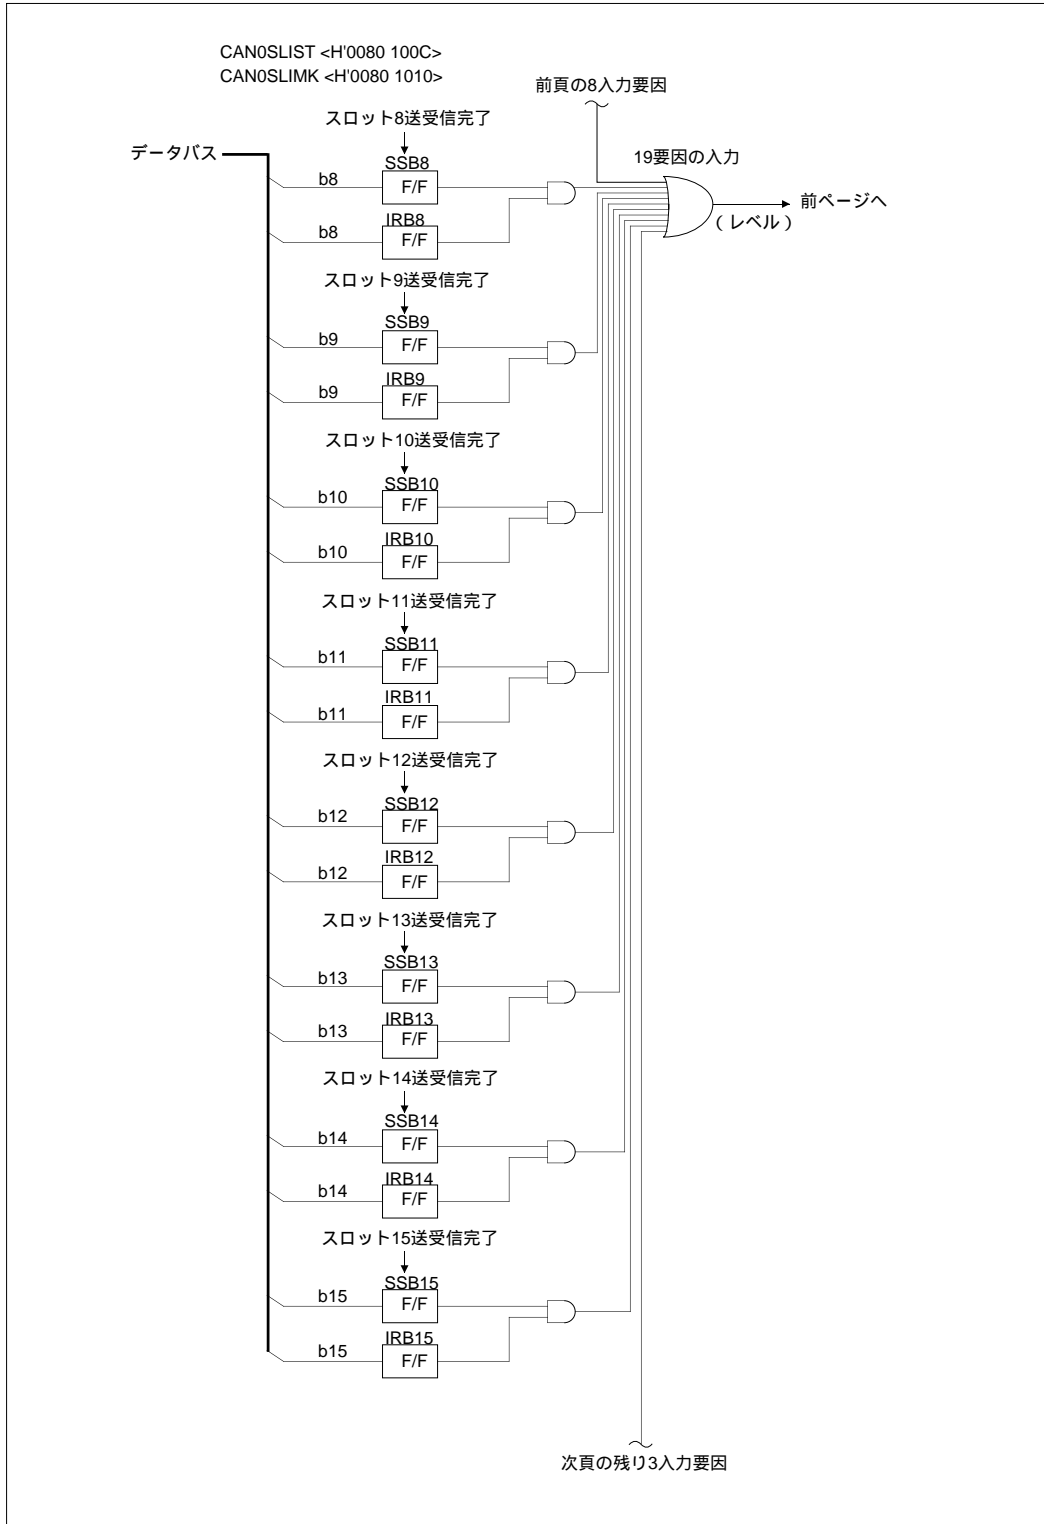 CAN0SLIST <H'0080 100C>
CAN0SLIMK <H'0080 1010>
前頁の8入力要因
スロット8送受信完了
データバス
19要因の入力
SSB8
b8
F/F
前ページへ
(レベル)
IRB8
b8
F/F
スロット9送受信完了
SSB9
b9
F/F
IRB9
b9
F/F
スロット10送受信完了
SSB10
b10
F/F
IRB10
b10
F/F
スロット11送受信完了
SSB11
b11
F/F
IRB11
b11
F/F
スロット12送受信完了
SSB12
b12
F/F
IRB12
b12
F/F
スロット13送受信完了
SSB13
b13
F/F
IRB13
b13
F/F
スロット14送受信完了
SSB14
b14
F/F
IRB14
b14
F/F
スロット15送受信完了
SSB15
b15
F/F
IRB15
b15
F/F
次頁の残り3入力要因